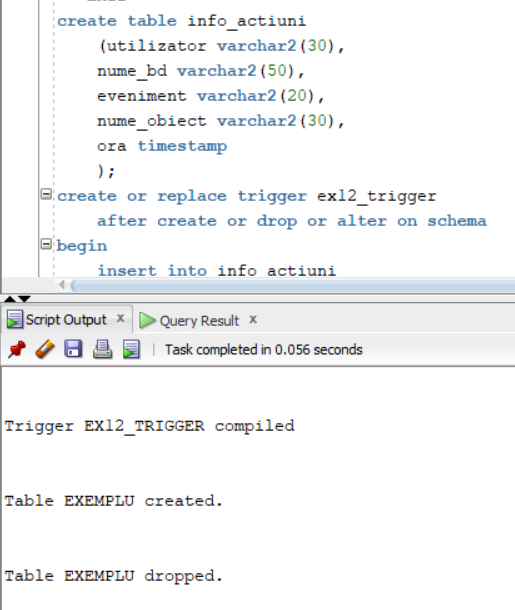 create table info_actiuni
(utilizator varchar2(30),
nume_bd varchar2(50),
eveniment varchar2(20),
nume_obiect varchar2(30),
ora timestamp
);
create or replace trigger ex12_trigger
after create or drop or alter on schema
begin
insert into info_actiuni
Script Output x Query Result x
Task completed in 0.056 seconds
Trigger EX12_TRIGGER compiled
Table EXEMPLU created.
Table EXEMPLU dropped.